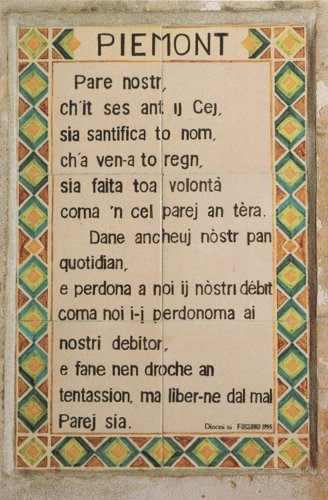 PIEMONT
Pare nostr,
ch'it ses ant ij Cej,
sia santifica to nom,
ch'a ven-a to regn,
sia faita toa volontà
coma 'n cel parej an tèra.
Dane ancheuj nòstr pan
quotidian,
e perdona a noi ij nòstri débit
coma noi i-j perdonoma ai
nostri debitor,
e fane nen droche an
tentassion, ma liber-ne dal mal
Parej sia.
Diocesi di FOSSANO 1995